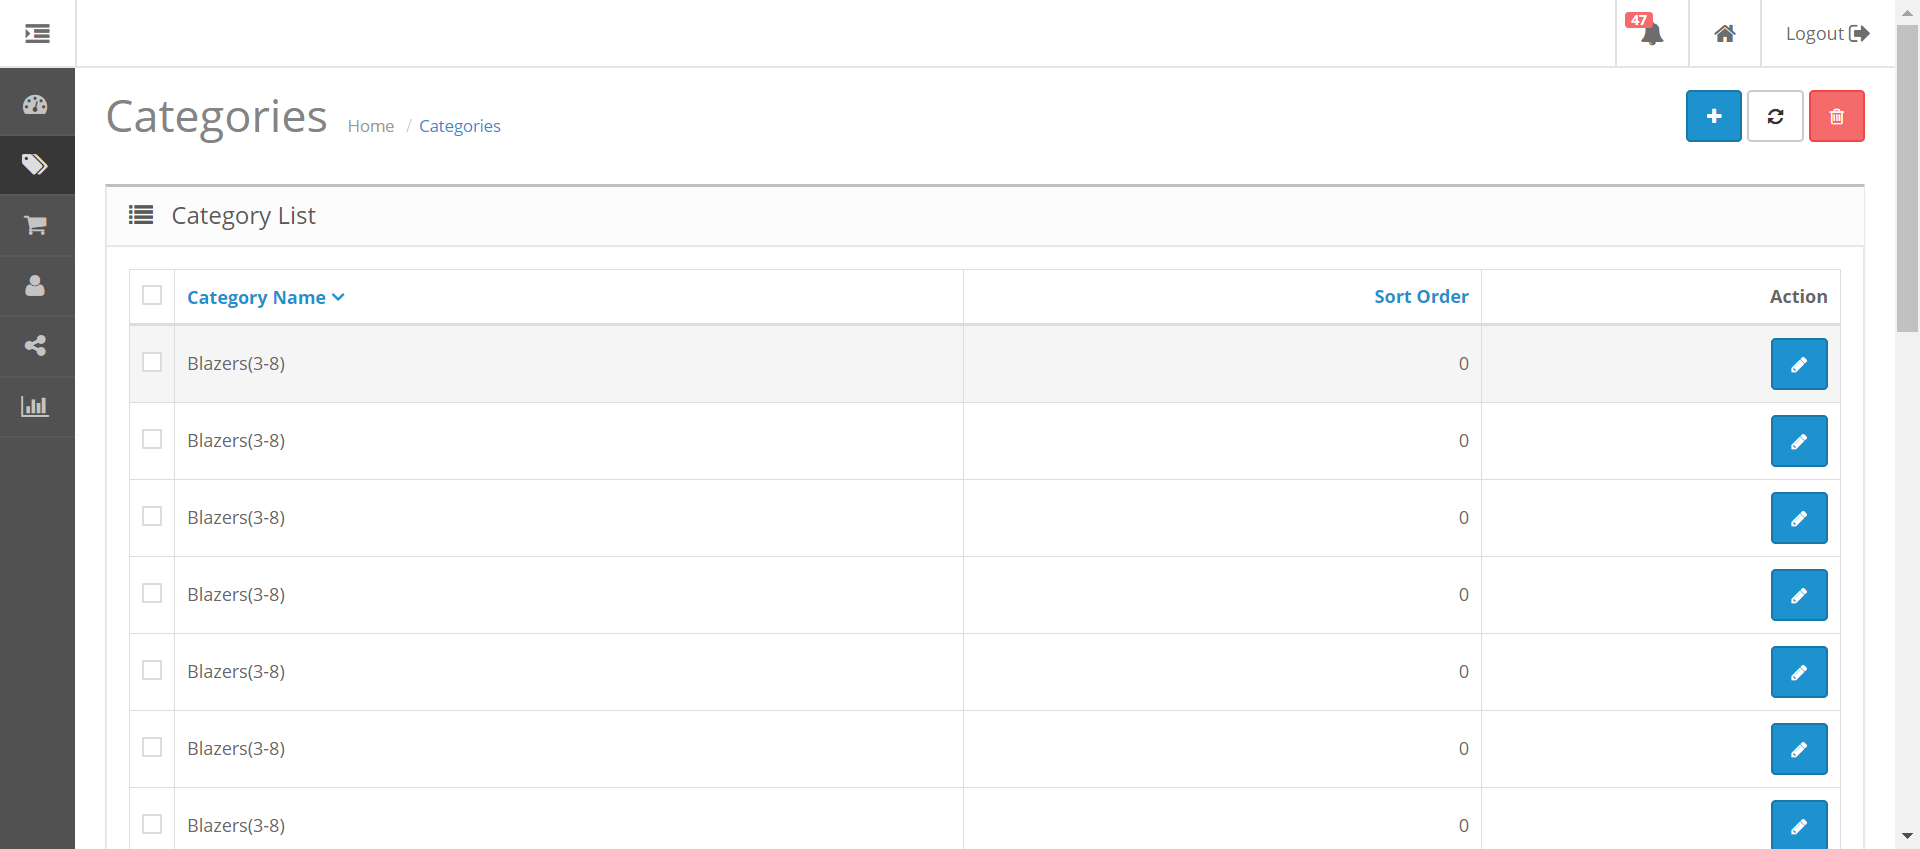 47
Logout
Categories Home / Categories
Category List
Category Name Sort Order Action
Blazers(3-8) 0
Blazers(3-8) 0
Blazers(3-8) 0
Blazers(3-8) 0
Blazers(3-8) 0
Blazers(3-8) 0
Blazers(3-8) 0